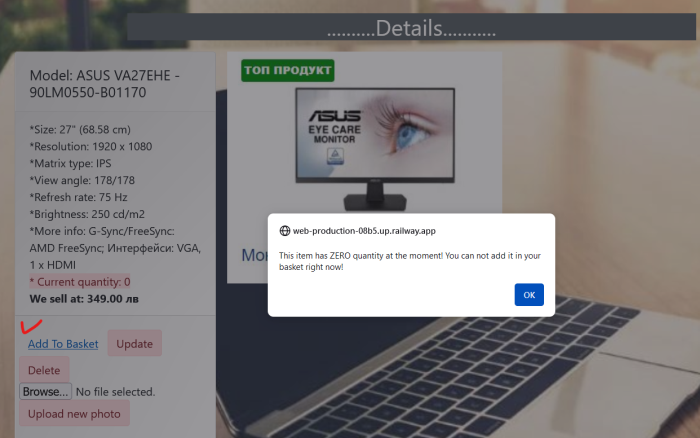 ..........Details...........
Model: ASUS VA27EHE -
90LM0550-B01170
*Size: 27" (68.58 cm)
*Resolution: 1920 x 1080
*Matrix type: IPS
*View angle: 178/178
*Refresh rate: 75 Hz
*Brightness: 250 cd/m2
*More info: G-Sync/FreeSync:
AMD FreeSync; Интерфейси: VGA,
1 x HDMI
* Current quantity: 0
We sell at: 349.00 лв
Add To Basket
Update
Delete
Browse... No file selected.
Upload new photo
ТОП ПРОДУКТ
ASUS
EYE CARE
MONITOR
web-production-08b5.up.railway.app
This item has ZERO quantity at the moment! You can not add it in your
basket right now!
OK